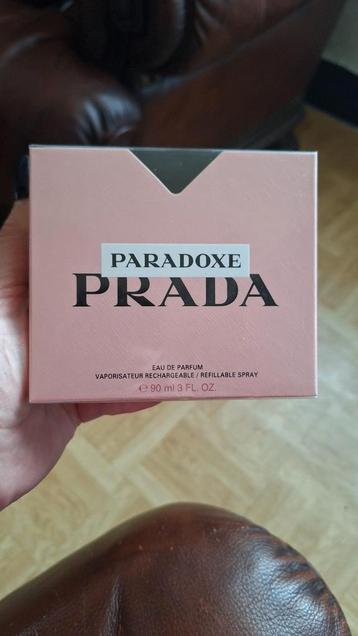 PARADOXE
PRADA
EAU DE PARFUM
VAPORISATEUR RECHARGEABLE / REFILLABLE SPRAY
℮ 90 ml 3 FL. OZ.